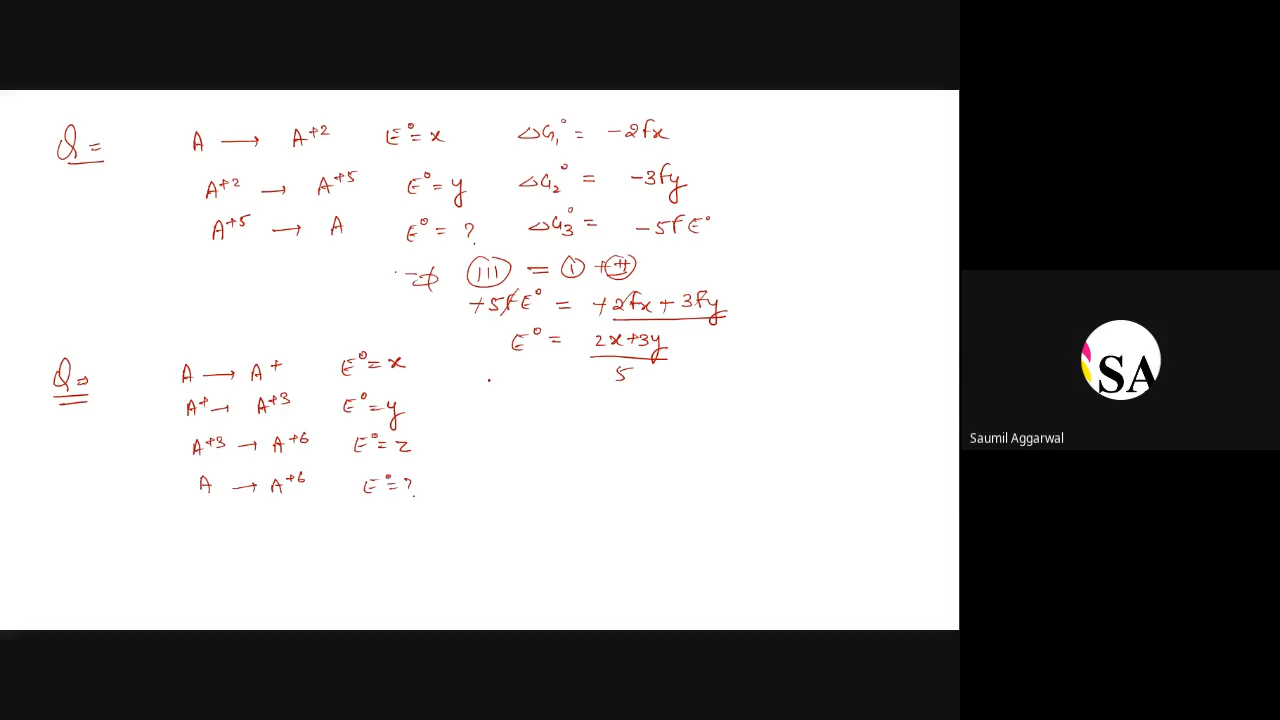 Q = A → A⁺² E° = x ΔG₁° = -2fx
A⁺² → A⁺⁵ E° = y ΔG₂° = -3fy
A⁺⁵ → A E° = ? ΔG₃° = -5fE°
III = I + II
+5fE° = +2fx + 3fy
E° = 2x+3y
5
Q ⇒ A → A⁺ E° = x
A⁺ → A⁺³ E° = y
A⁺³ → A⁺⁶ E° = z
A → A⁺⁶ E° = ?
SA
Saumil Aggarwal